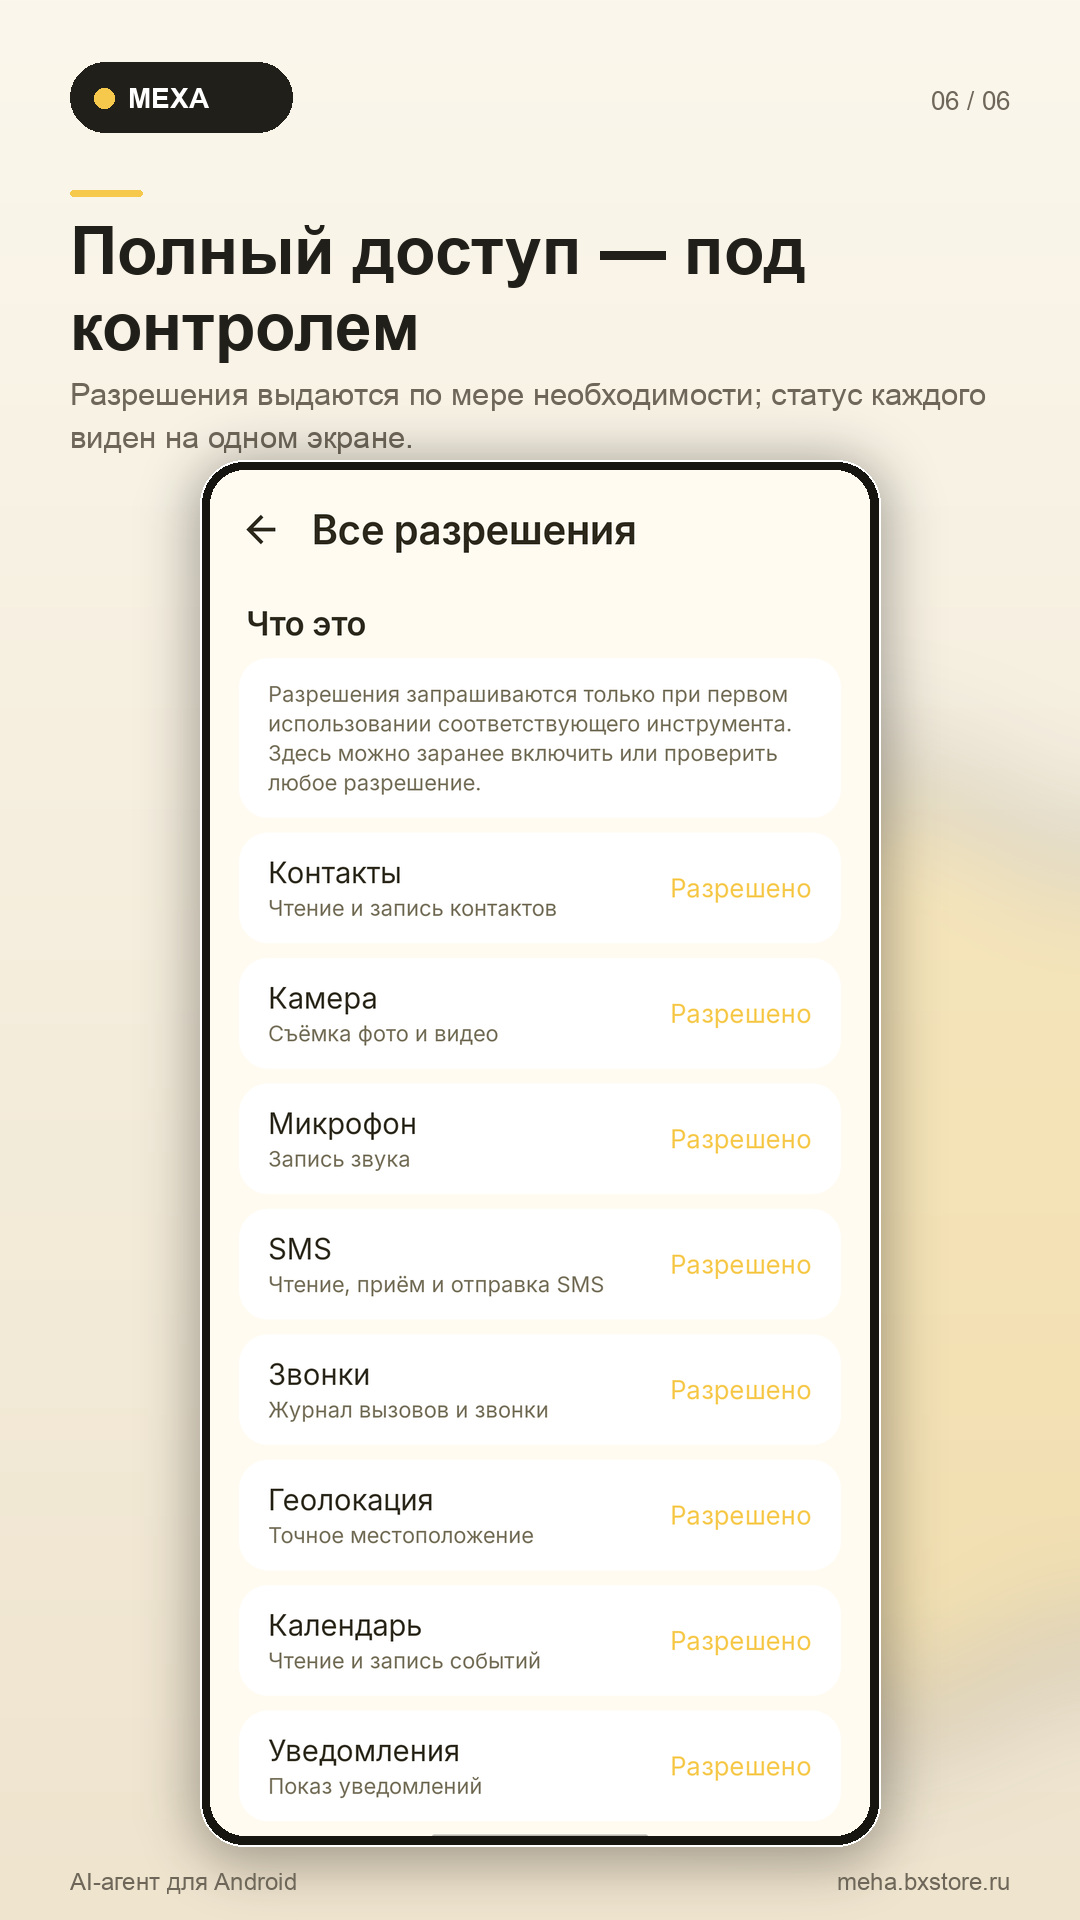 МЕХА
06 / 06
Полный доступ — под
контролем
Разрешения выдаются по мере необходимости; статус каждого
виден на одном экране.
Все разрешения
Что это
Разрешения запрашиваются только при первом
использовании соответствующего инструмента.
Здесь можно заранее включить или проверить
любое разрешение.
Контакты
Чтение и запись контактов
Разрешено
Камера
Съёмка фото и видео
Разрешено
Микрофон
Запись звука
Разрешено
SMS
Чтение, приём и отправка SMS
Разрешено
Звонки
Журнал вызовов и звонки
Разрешено
Геолокация
Точное местоположение
Разрешено
Календарь
Чтение и запись событий
Разрешено
Уведомления
Показ уведомлений
Разрешено
AI-агент для Android
meha.bxstore.ru